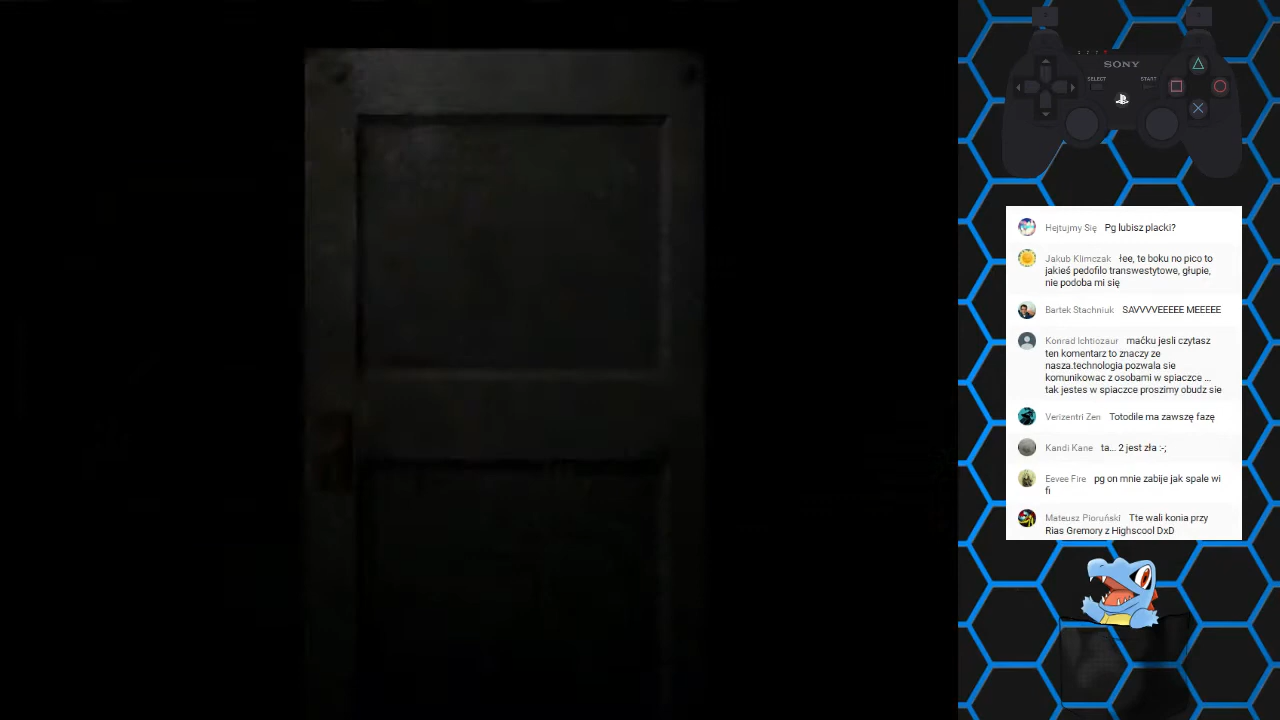 SONY
SELECT
START
Hejtujmy Się Pg lubisz placki?
Jakub Klimczak łee, te boku no pico to
jakieś pedofilo transwestytowe, głupie,
nie podoba mi się
Bartek Stachniuk SAVVVVEEEEE MEEEEE
Konrad Ichtiozaur maćku jesli czytasz
ten komentarz to znaczy ze
nasza.technologia pozwala sie
komunikowac z osobami w spiaczce ...
tak jestes w spiaczce proszimy obudz sie
Verizentri Zen Totodile ma zawszę fazę
Kandi Kane ta... 2 jest zła :-;
Eevee Fire pg on mnie zabije jak spale wi
fi
Mateusz Pioruński Tte wali konia przy
Rias Gremory z Highscool DxD